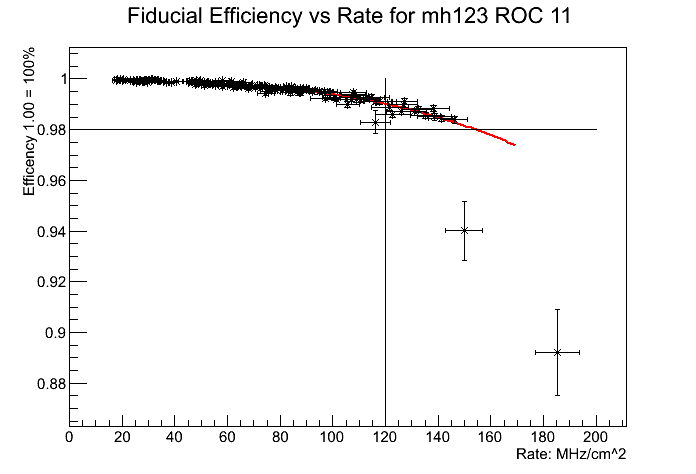 Fiducial Efficiency vs Rate for mh123 ROC 11
Efficency 1.00 = 100%
1
0.98
0.96
0.94
0.92
0.9
0.88
0 20 40 60 80 100 120 140 160 180 200
Rate: MHz/cm^2